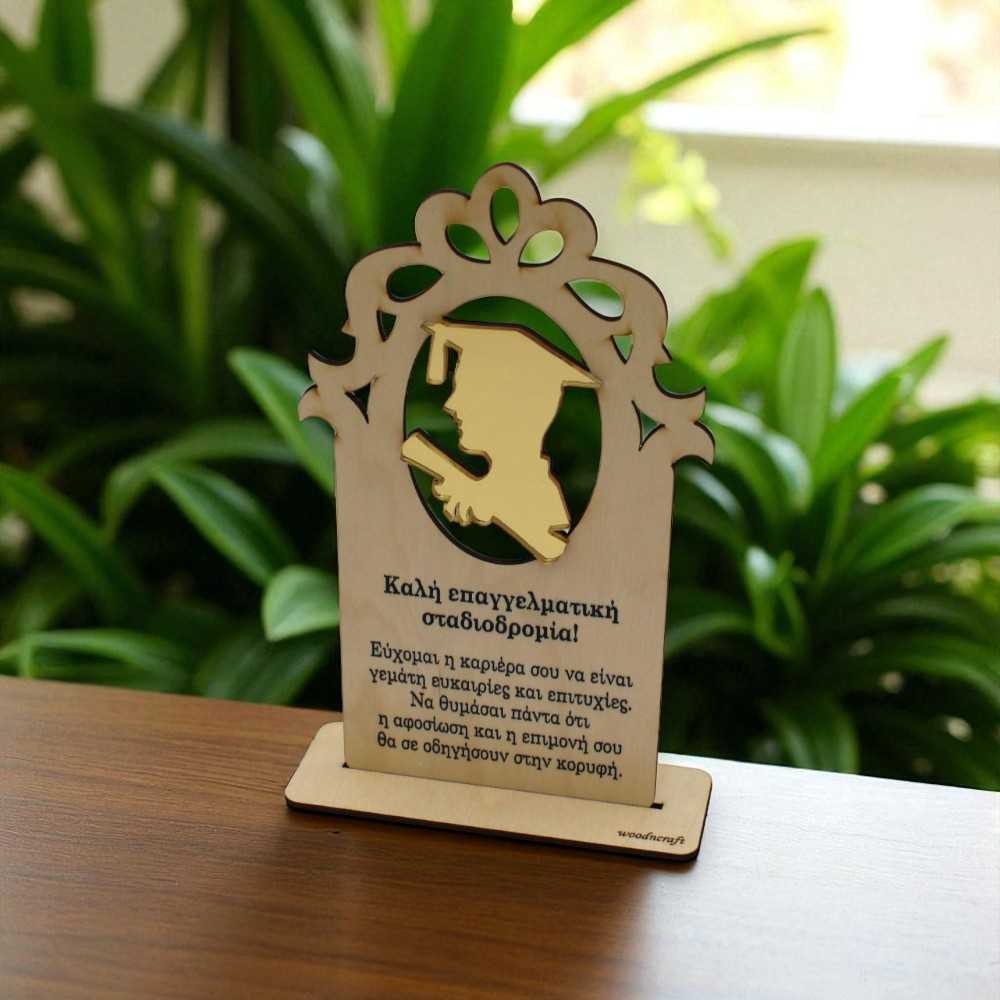 Καλή επαγγελματική
σταδιοδρομία!
Εύχομαι η καριέρα σου να είναι
γεμάτη ευκαιρίες και επιτυχίες.
Να θυμάσαι πάντα ότι
η αφοσίωση και η επιμονή σου
θα σε οδηγήσουν στην κορυφή.
woodncraft